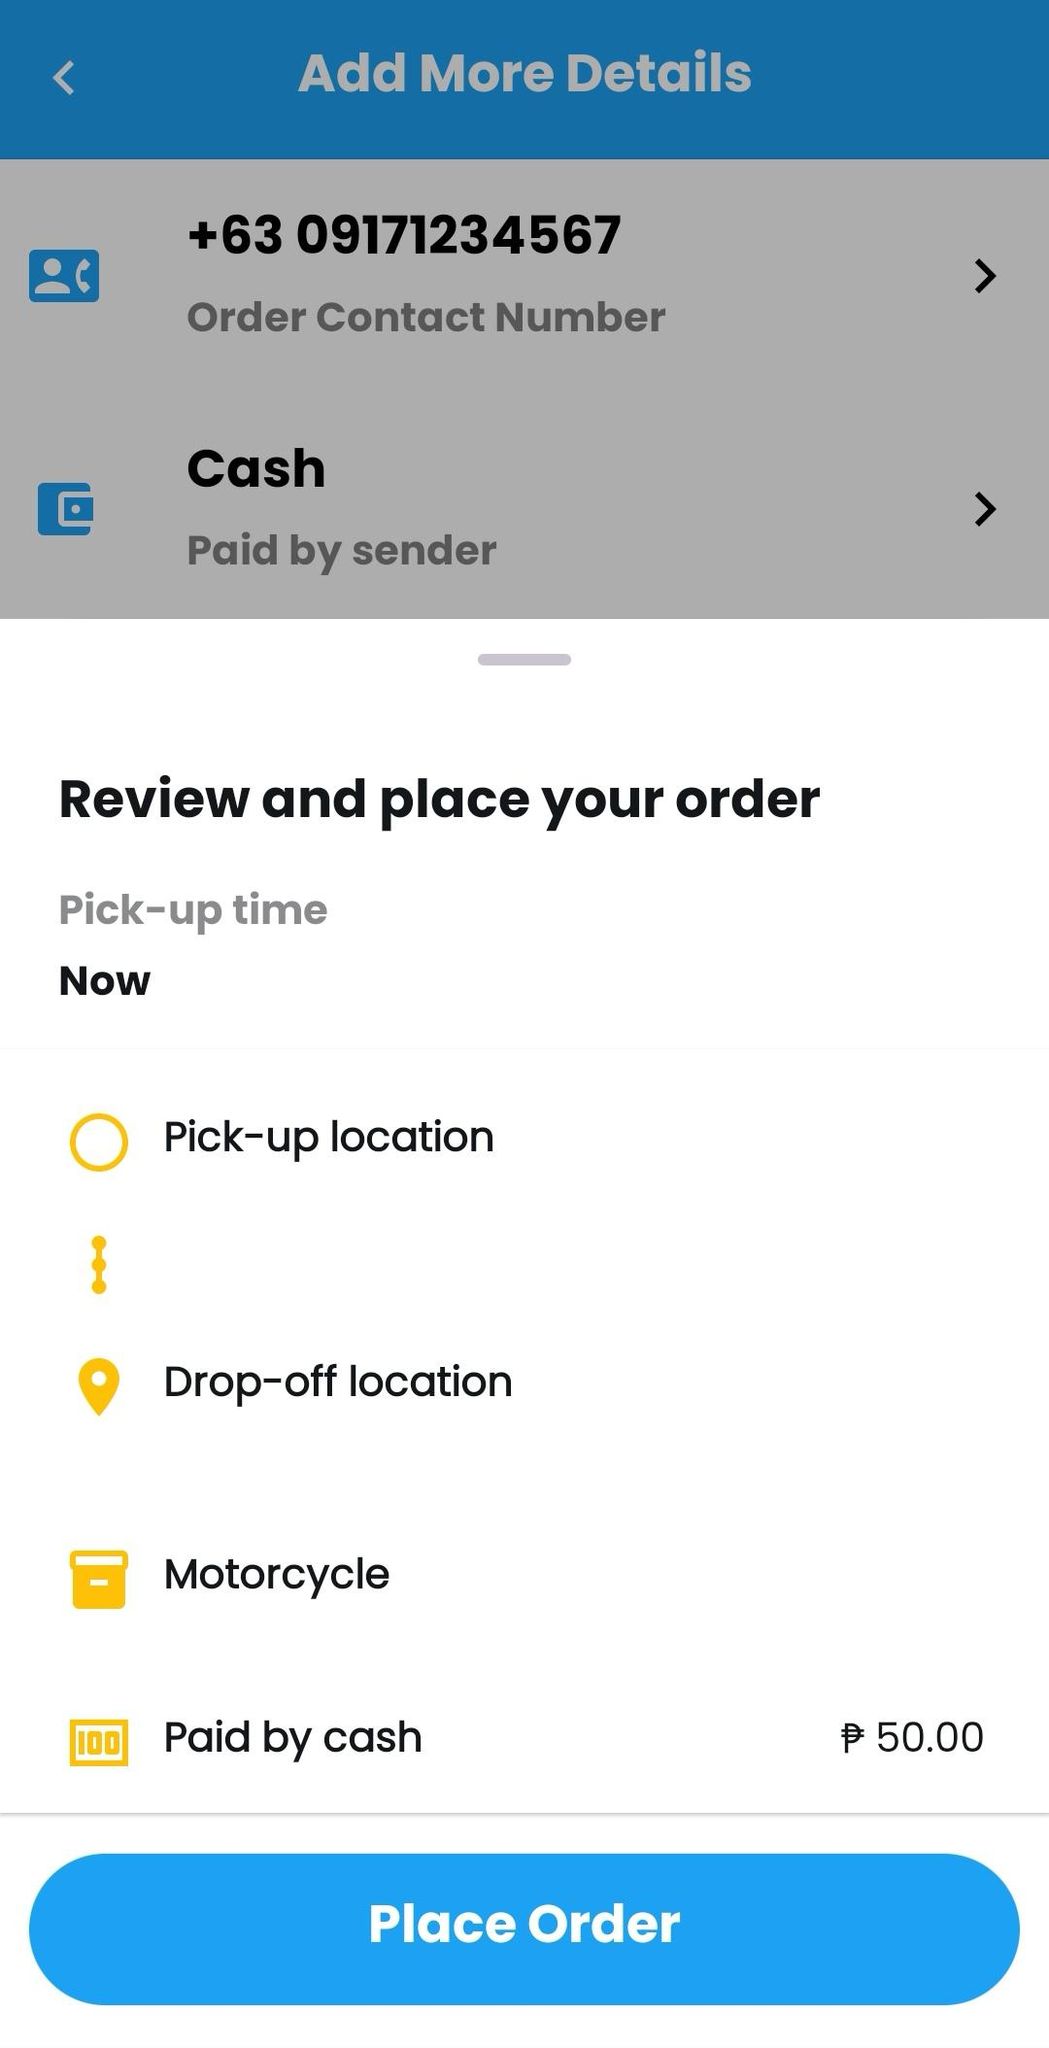 Add More Details
+63 09171234567
Order Contact Number
Cash
Paid by sender
Review and place your order
Pick-up time
Now
Pick-up location
Drop-off location
Motorcycle
100 Paid by cash ₱ 50.00
Place Order